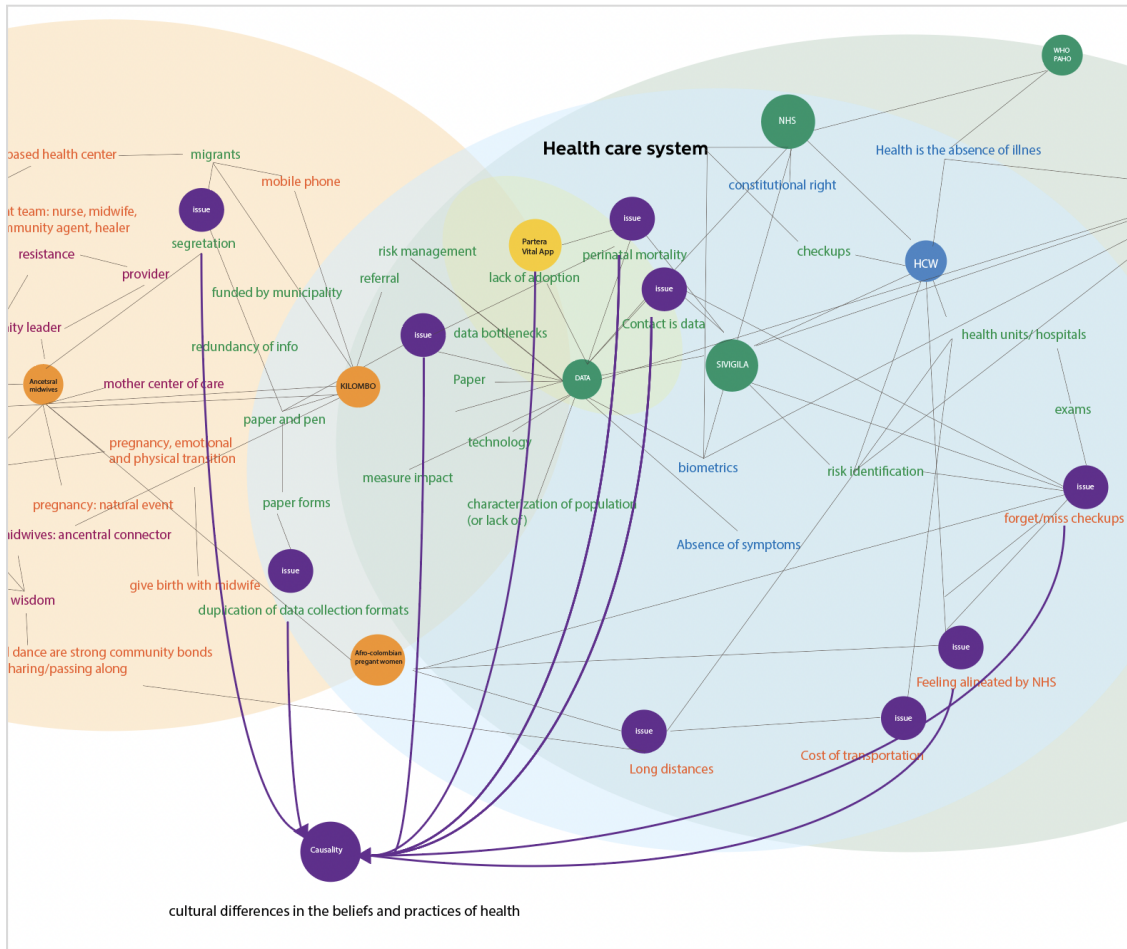 WHO
PAHO
NHS
Health care system
Health is the absence of illnes
based health center
migrants
mobile phone
constitutional right
issue
issue
Partera
Vital App
team: nurse, midwife,
community agent, healer
segretation
resistance
risk management
perinatal mortality
checkups
HCW
provider
referral
lack of adoption
issue
funded by municipality
leader
issue
data bottlenecks
Contact is data
health units/ hospitals
redundancy of info
SIVIGILA
Ancetsral
midwives
mother center of care
KILOMBO
Paper
DATA
paper and pen
exams
pregnancy, emotional
and physical transition
technology
measure impact
biometrics
risk identification
issue
pregnancy: natural event
paper forms
characterization of population
(or lack of)
forget/miss checkups
midwives: ancentral connector
Absence of symptoms
issue
give birth with midwife
wisdom
duplication of data collection formats
dance are strong community bonds
sharing/passing along
Afro-colombian
pregant women
issue
Feeling alineated by NHS
issue
issue
Long distances
Cost of transportation
Causality
cultural differences in the beliefs and practices of health